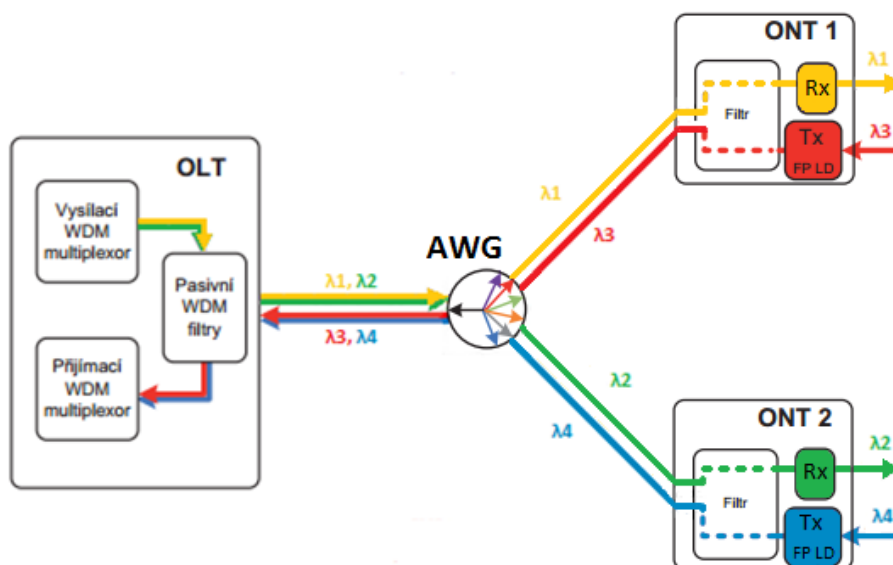 OLT
Vysílací
WDM
multiplexor
Pasivní
WDM
filtry
Přijímací
WDM
multiplexor
λ1, λ2
λ3, λ4
AWG
λ1
λ3
λ2
λ4
ONT 1
Filtr
Rx
Tx
FP LD
λ1
λ3
ONT 2
Filtr
Rx
Tx
FP LD
λ2
λ4